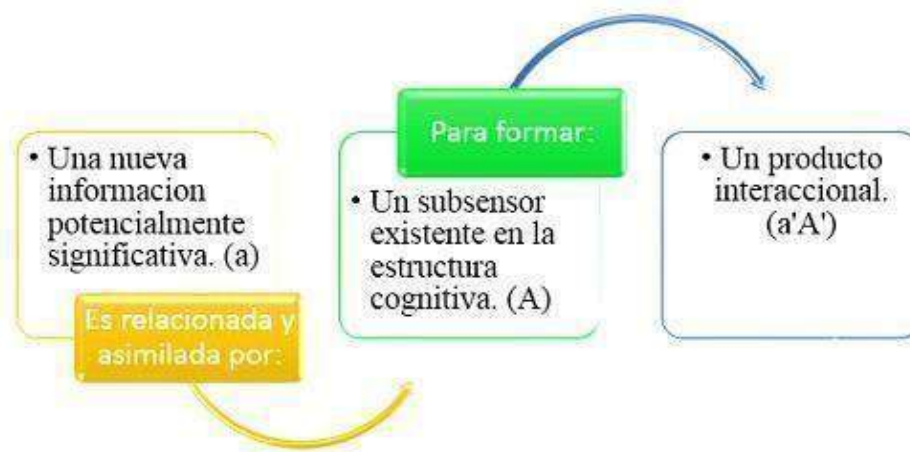 • Una nueva
informacion
potencialmente
significativa. (a)
Es relacionada y
asimilada por:
Para formar:
• Un subsensor
existente en la
estructura
cognitiva. (A)
• Un producto
interaccional.
(a'A')